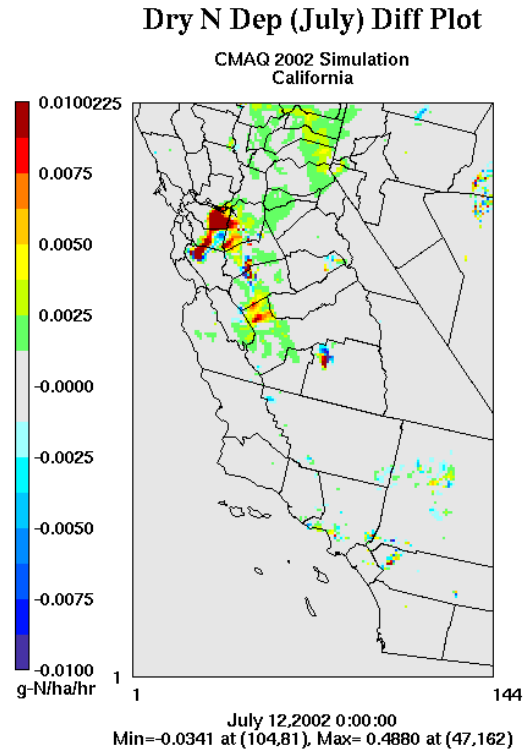 Dry N Dep (July) Diff Plot
CMAQ 2002 Simulation
California
0.0100
225
0.0075
0.0050
0.0025
-0.0000
-0.0025
-0.0050
-0.0075
-0.0100
g-N/ha/hr
1
1
144
July 12,2002 0:00:00
Min=-0.0341 at (104,81), Max= 0.4880 at (47,162)